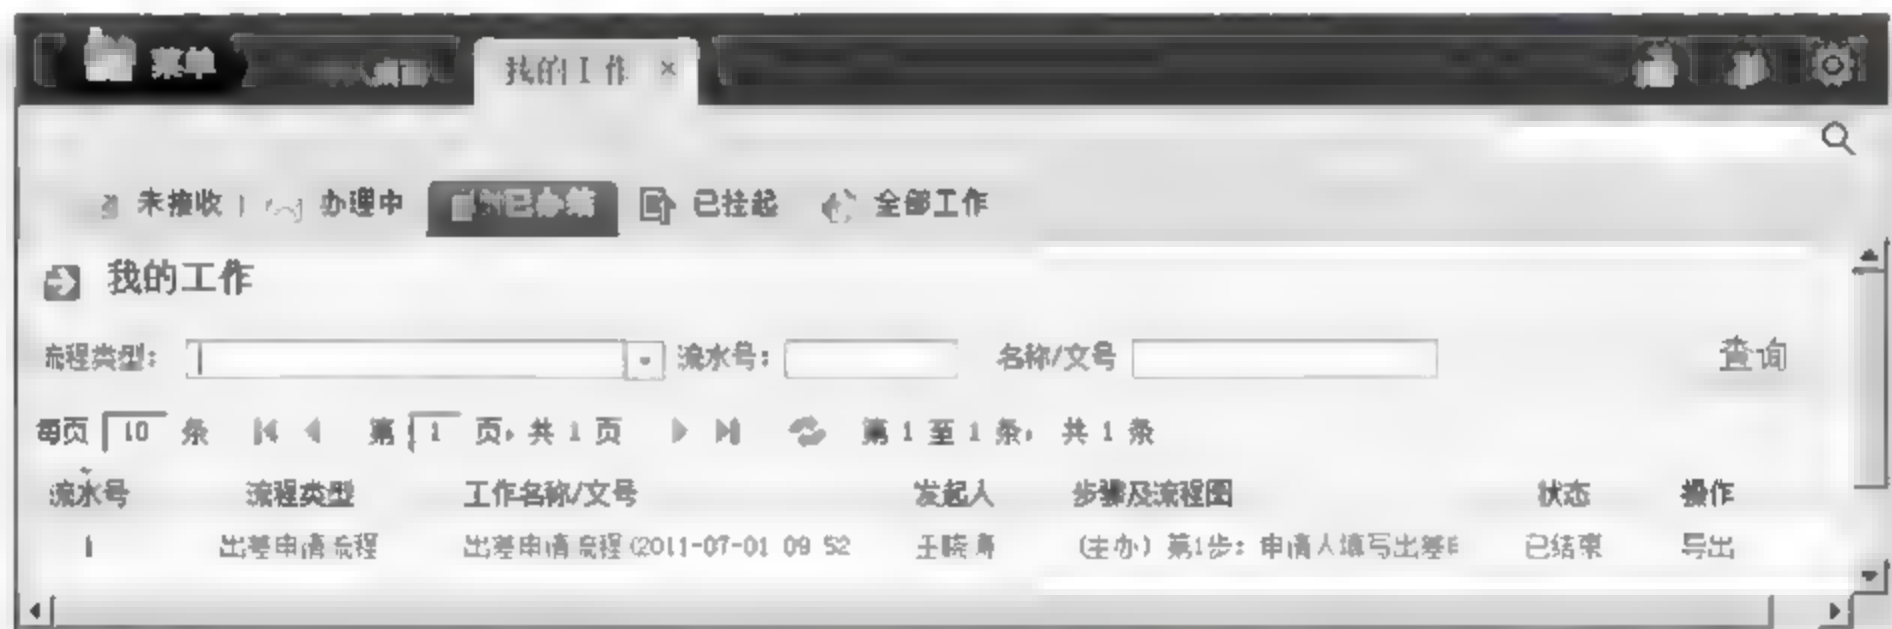 菜单 我的工作 ×
未接收 办理中 已办结 已挂起 全部工作
我的工作
流程类型: 流水号: 名称/文号 查询
每页 10 条 第 1 页, 共 1 页 第 1 至 1 条, 共 1 条
流水号 流程类型 工作名称/文号 发起人 步骤及流程图 状态 操作
1 出差申请流程 出差申请流程(2011-07-01 09 52 (主办) 第1步: 申请人填写出差 已结束 导出